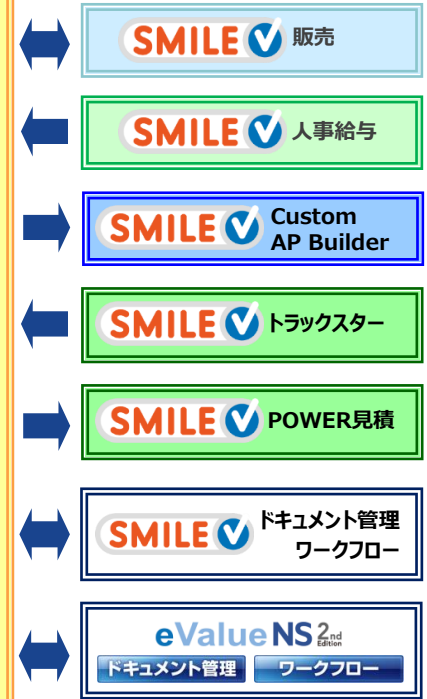 SMILE V 販売
SMILE V 人事給与
SMILE V Custom
AP Builder
SMILE V トラックスター
SMILE V POWER見積
SMILE V ドキュメント管理
ワークフロー
eValue NS 2nd Edition
ドキュメント管理 ワークフロー